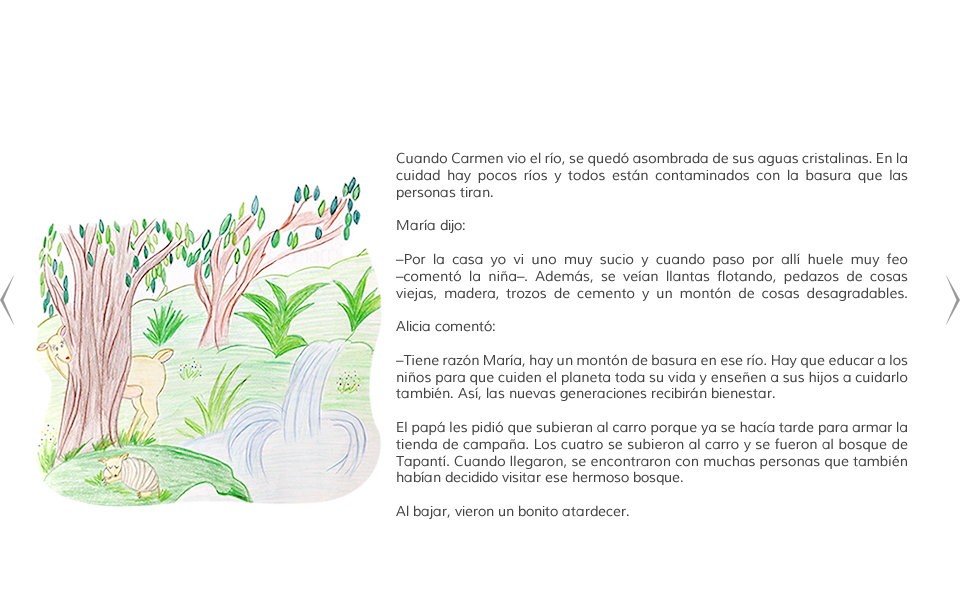 Cuando Carmen vio el río, se quedó asombrada de sus aguas cristalinas. En la
cuidad hay pocos ríos y todos están contaminados con la basura que las
personas tiran.
María dijo:
–Por la casa yo vi uno muy sucio y cuando paso por allí huele muy feo
–comentó la niña–. Además, se veían llantas flotando, pedazos de cosas
viejas, madera, trozos de cemento y un montón de cosas desagradables.
Alicia comentó:
–Tiene razón María, hay un montón de basura en ese río. Hay que educar a los
niños para que cuiden el planeta toda su vida y enseñen a sus hijos a cuidarlo
también. Así, las nuevas generaciones recibirán bienestar.
El papá les pidió que subieran al carro porque ya se hacía tarde para armar la
tienda de campaña. Los cuatro se subieron al carro y se fueron al bosque de
Tapantí. Cuando llegaron, se encontraron con muchas personas que también
habían decidido visitar ese hermoso bosque.
Al bajar, vieron un bonito atardecer.